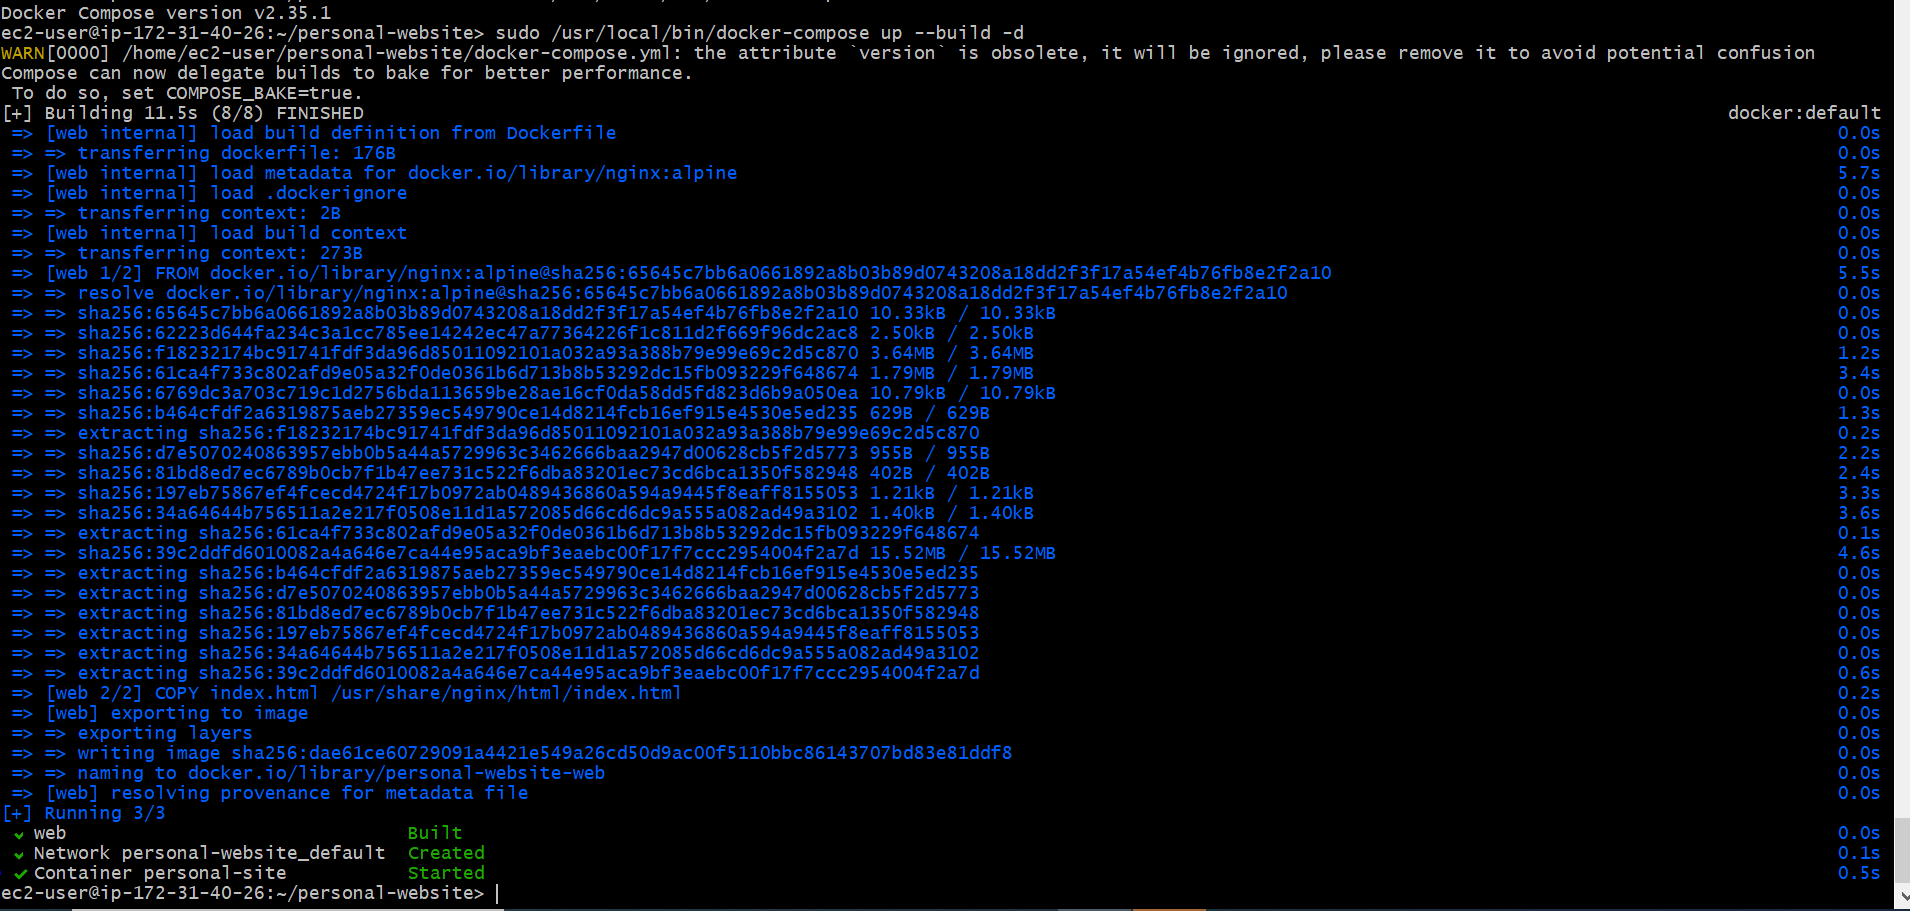 Docker Compose version v2.35.1
ec2-user@ip-172-31-40-26:~/personal-website> sudo /usr/local/bin/docker-compose up --build -d
WARN[0000] /home/ec2-user/personal-website/docker-compose.yml: the attribute `version` is obsolete, it will be ignored, please remove it to avoid potential confusion
Compose can now delegate builds to bake for better performance.
 To do so, set COMPOSE_BAKE=true.
[+] Building 11.5s (8/8) FINISHED docker:default
 => [web internal] load build definition from Dockerfile 0.0s
 => => transferring dockerfile: 176B 0.0s
 => [web internal] load metadata for docker.io/library/nginx:alpine 5.7s
 => [web internal] load .dockerignore 0.0s
 => => transferring context: 2B 0.0s
 => [web internal] load build context 0.0s
 => => transferring context: 273B 0.0s
 => [web 1/2] FROM docker.io/library/nginx:alpine@sha256:65645c7bb6a0661892a8b03b89d0743208a18dd2f3f17a54ef4b76fb8e2f2a10 5.5s
 => => resolve docker.io/library/nginx:alpine@sha256:65645c7bb6a0661892a8b03b89d0743208a18dd2f3f17a54ef4b76fb8e2f2a10 0.0s
 => => sha256:65645c7bb6a0661892a8b03b89d0743208a18dd2f3f17a54ef4b76fb8e2f2a10 10.33kB / 10.33kB 0.0s
 => => sha256:62223d644fa234c3a1cc785ee14242ec47a77364226f1c811d2f669f96dc2ac8 2.50kB / 2.50kB 0.0s
 => => sha256:f18232174bc91741fdf3da96d85011092101a032a93a388b79e99e69c2d5c870 3.64MB / 3.64MB 1.2s
 => => sha256:61ca4f733c802afd9e05a32f0de0361b6d713b8b53292dc15fb093229f648674 1.79MB / 1.79MB 3.4s
 => => sha256:6769dc3a703c719c1d2756bda113659be28ae16cf0da58dd5fd823d6b9a050ea 10.79kB / 10.79kB 0.0s
 => => sha256:b464cfdf2a6319875aeb27359ec549790ce14d8214fcb16ef915e4530e5ed235 629B / 629B 1.3s
 => => extracting sha256:f18232174bc91741fdf3da96d85011092101a032a93a388b79e99e69c2d5c870 0.2s
 => => sha256:d7e5070240863957ebb0b5a44a5729963c3462666baa2947d00628cb5f2d5773 955B / 955B 2.2s
 => => sha256:81bd8ed7ec6789b0cb7f1b47ee731c522f6dba83201ec73cd6bca1350f582948 402B / 402B 2.4s
 => => sha256:197eb75867ef4fcecd4724f17b0972ab0489436860a594a9445f8eaff8155053 1.21kB / 1.21kB 3.3s
 => => sha256:34a64644b756511a2e217f0508e11d1a572085d66cd6dc9a555a082ad49a3102 1.40kB / 1.40kB 3.6s
 => => extracting sha256:61ca4f733c802afd9e05a32f0de0361b6d713b8b53292dc15fb093229f648674 0.1s
 => => sha256:39c2ddfd6010082a4a646e7ca44e95aca9bf3eaebc00f17f7ccc2954004f2a7d 15.52MB / 15.52MB 4.6s
 => => extracting sha256:b464cfdf2a6319875aeb27359ec549790ce14d8214fcb16ef915e4530e5ed235 0.0s
 => => extracting sha256:d7e5070240863957ebb0b5a44a5729963c3462666baa2947d00628cb5f2d5773 0.0s
 => => extracting sha256:81bd8ed7ec6789b0cb7f1b47ee731c522f6dba83201ec73cd6bca1350f582948 0.0s
 => => extracting sha256:197eb75867ef4fcecd4724f17b0972ab0489436860a594a9445f8eaff8155053 0.0s
 => => extracting sha256:34a64644b756511a2e217f0508e11d1a572085d66cd6dc9a555a082ad49a3102 0.0s
 => => extracting sha256:39c2ddfd6010082a4a646e7ca44e95aca9bf3eaebc00f17f7ccc2954004f2a7d 0.6s
 => [web 2/2] COPY index.html /usr/share/nginx/html/index.html 0.2s
 => [web] exporting to image 0.0s
 => => exporting layers 0.0s
 => => writing image sha256:dae61ce60729091a4421e549a26cd50d9ac00f5110bbc86143707bd83e81ddf8 0.0s
 => => naming to docker.io/library/personal-website-web 0.0s
 => [web] resolving provenance for metadata file 0.0s
[+] Running 3/3
 ✔ web Built 0.0s
 ✔ Network personal-website_default Created 0.1s
 ✔ Container personal-site Started 0.5s
ec2-user@ip-172-31-40-26:~/personal-website>